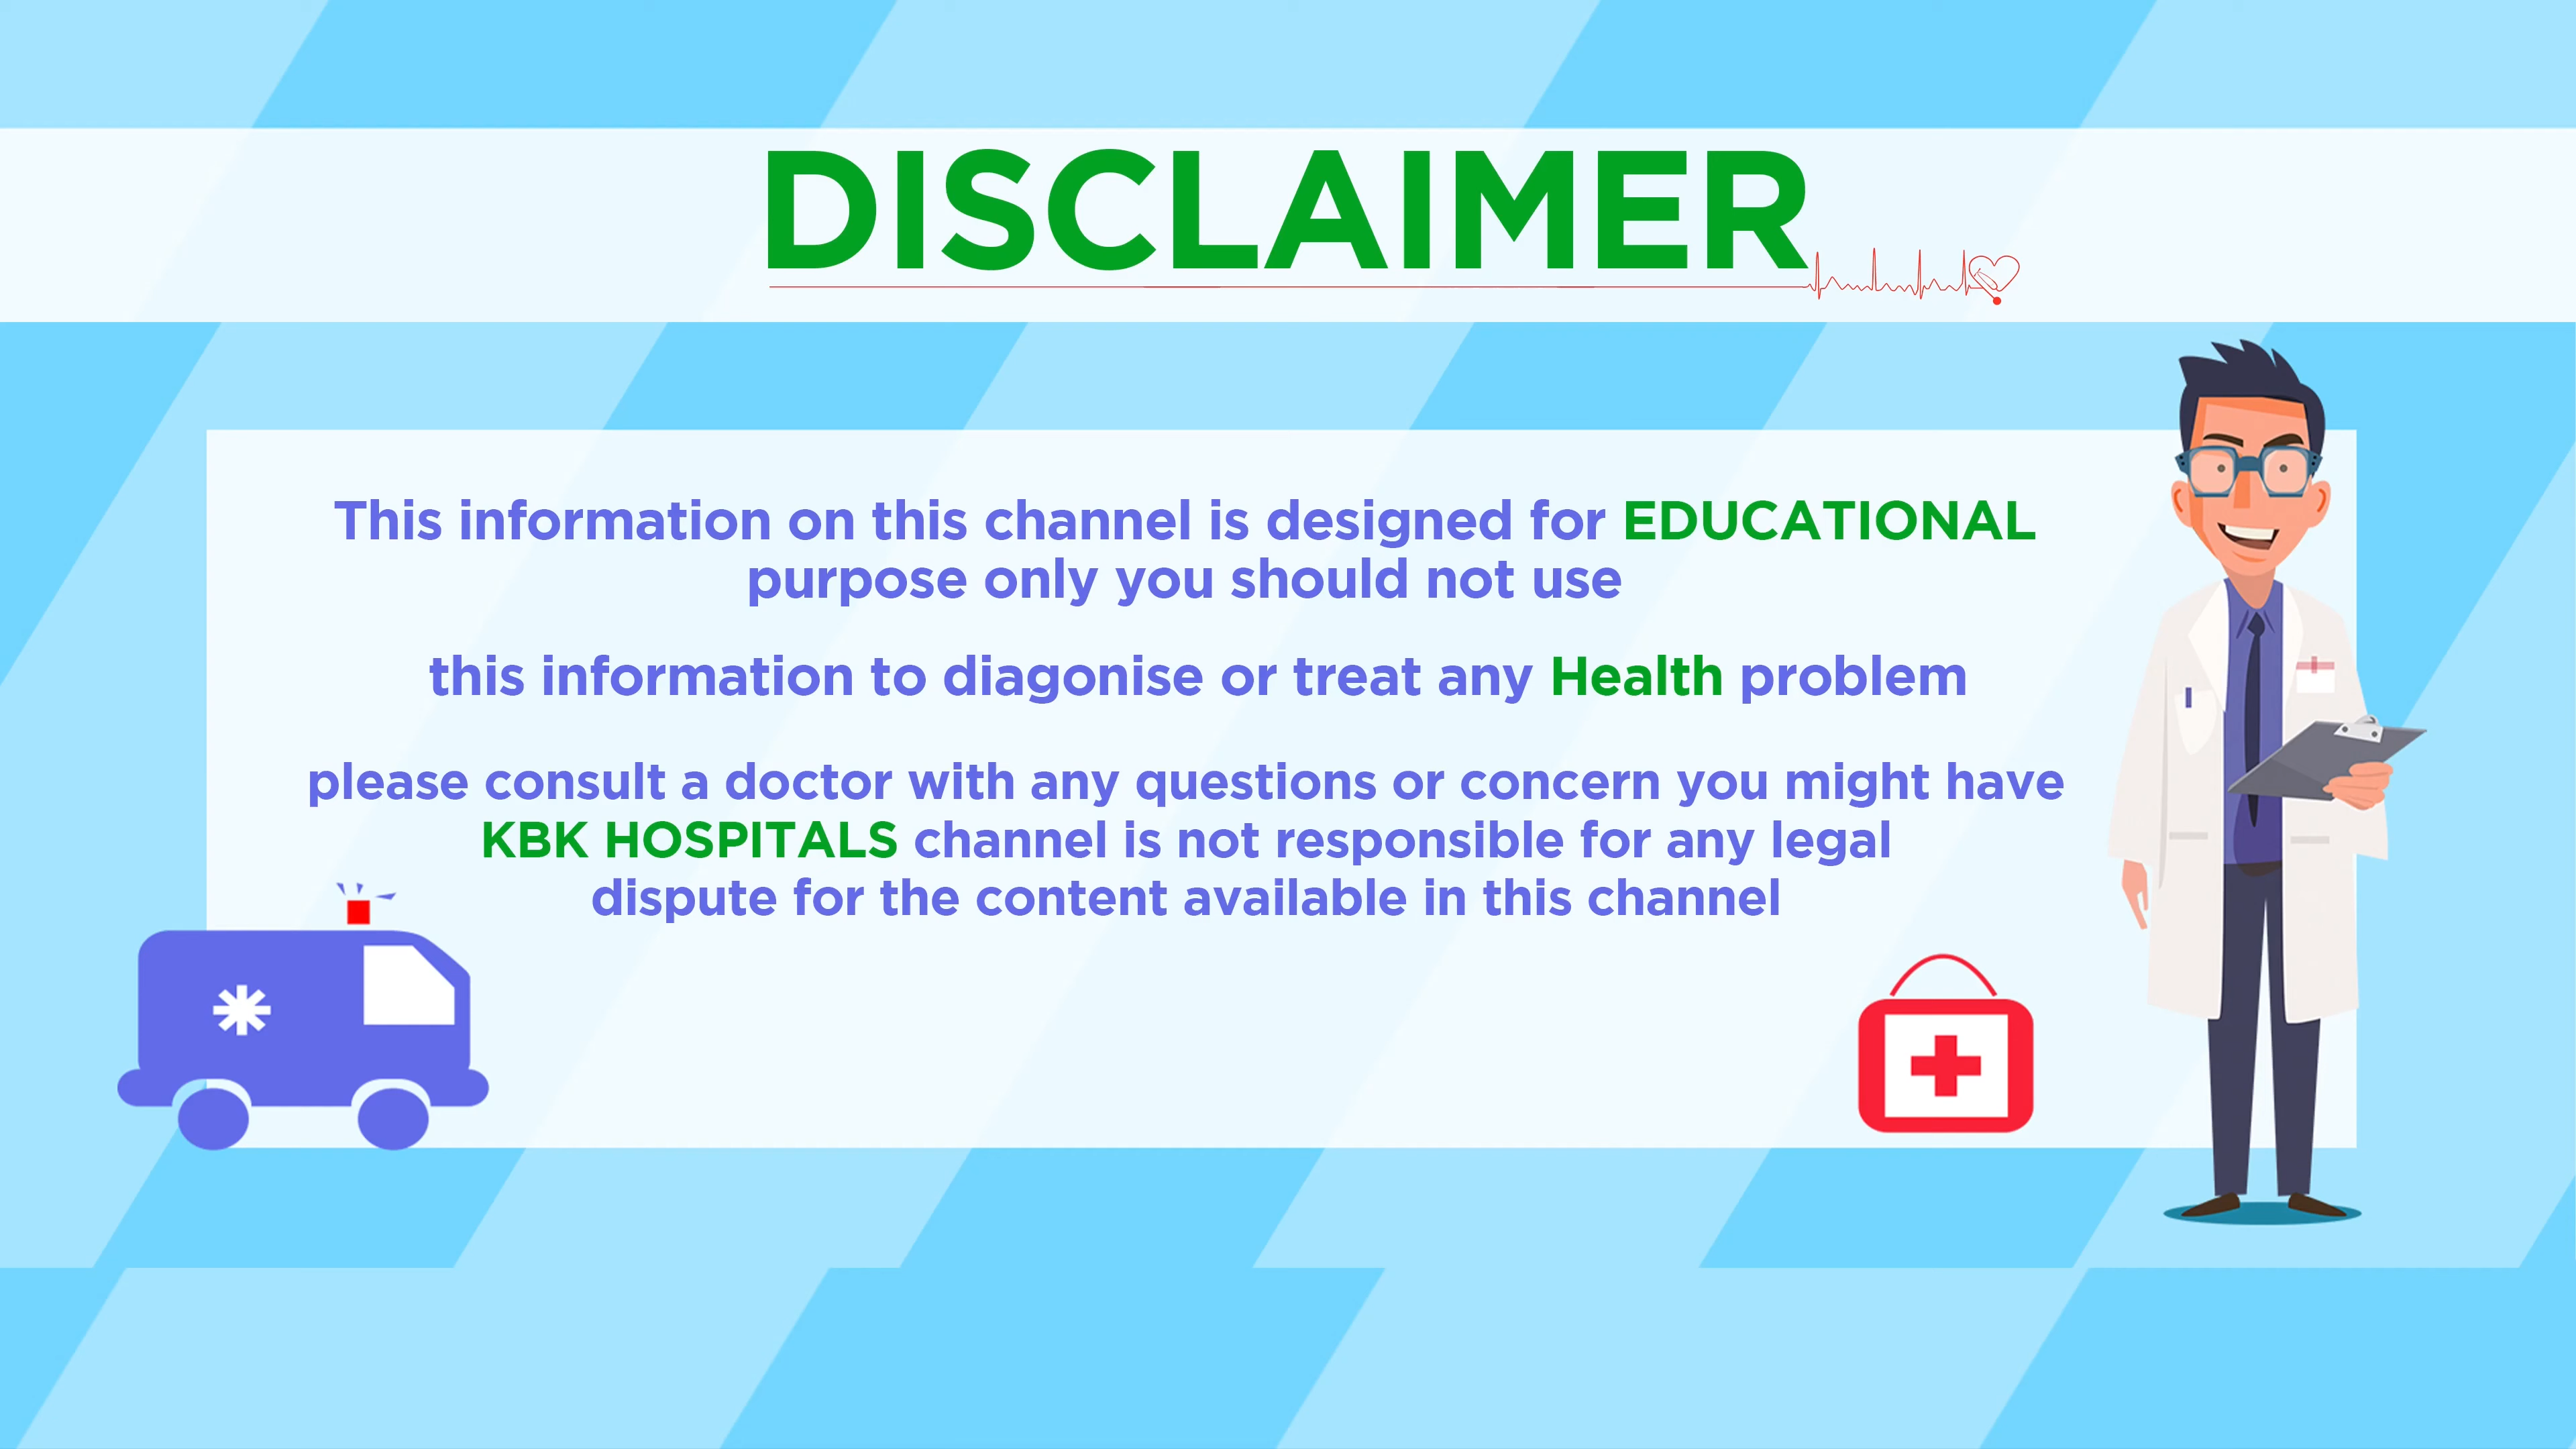 DISCLAIMER
This information on this channel is designed for EDUCATIONAL
purpose only you should not use
this information to diagonise or treat any Health problem
please consult a doctor with any questions or concern you might have
KBK HOSPITALS channel is not responsible for any legal
dispute for the content available in this channel